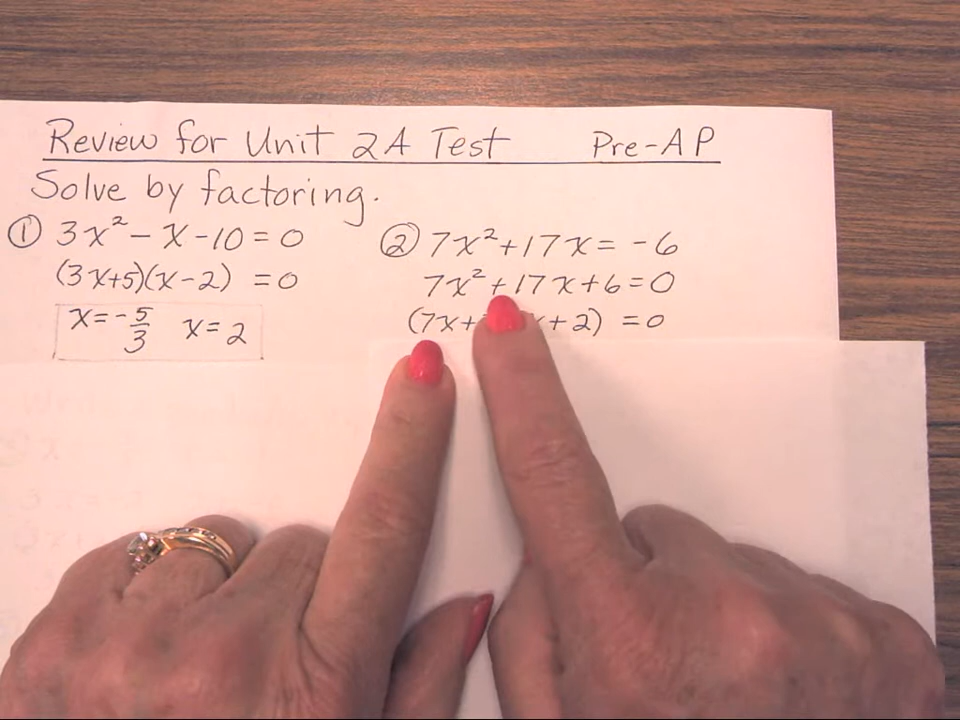 Review for Unit 2A Test Pre-AP
Solve by factoring.
① 3x² - x - 10 = 0
(3x+5)(x-2) = 0
x = -5/3 x = 2
② 7x² + 17x = -6
7x² + 17x + 6 = 0
(7x+ +2) = 0